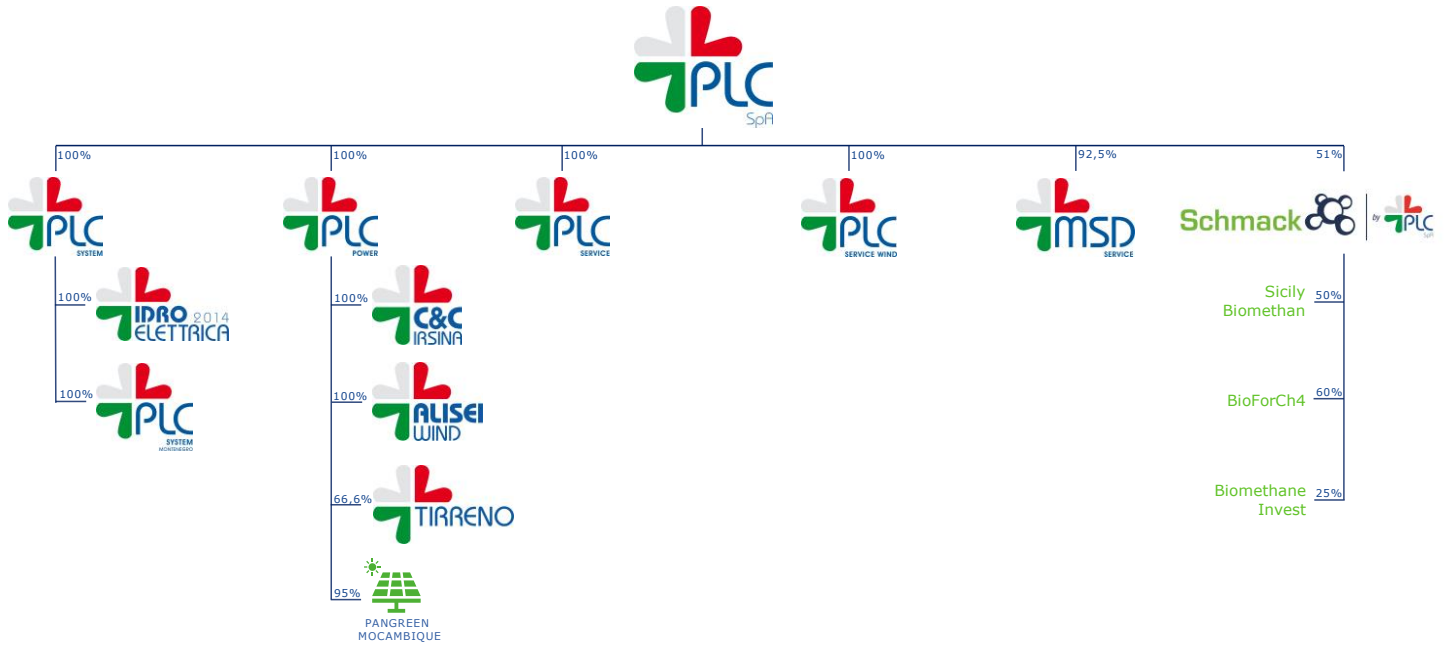 PLC
SpA
100%
100%
100%
100%
92,5%
51%
PLC
SYSTEM
PLC
POWER
PLC
SERVICE
PLC
SERVICE WIND
MSD
SERVICE
Schmack by PLC
SpA
100%
IDRO 2014
ELETTRICA
100%
PLC
SYSTEM
MONTENEGRO
100%
C&C
IRSINA
100%
ALISEI
WIND
66,6%
TIRRENO
95%
PANGREEN
MOCAMBIQUE
Sicily
Biomethan
50%
BioForCh4
60%
Biomethane
Invest
25%